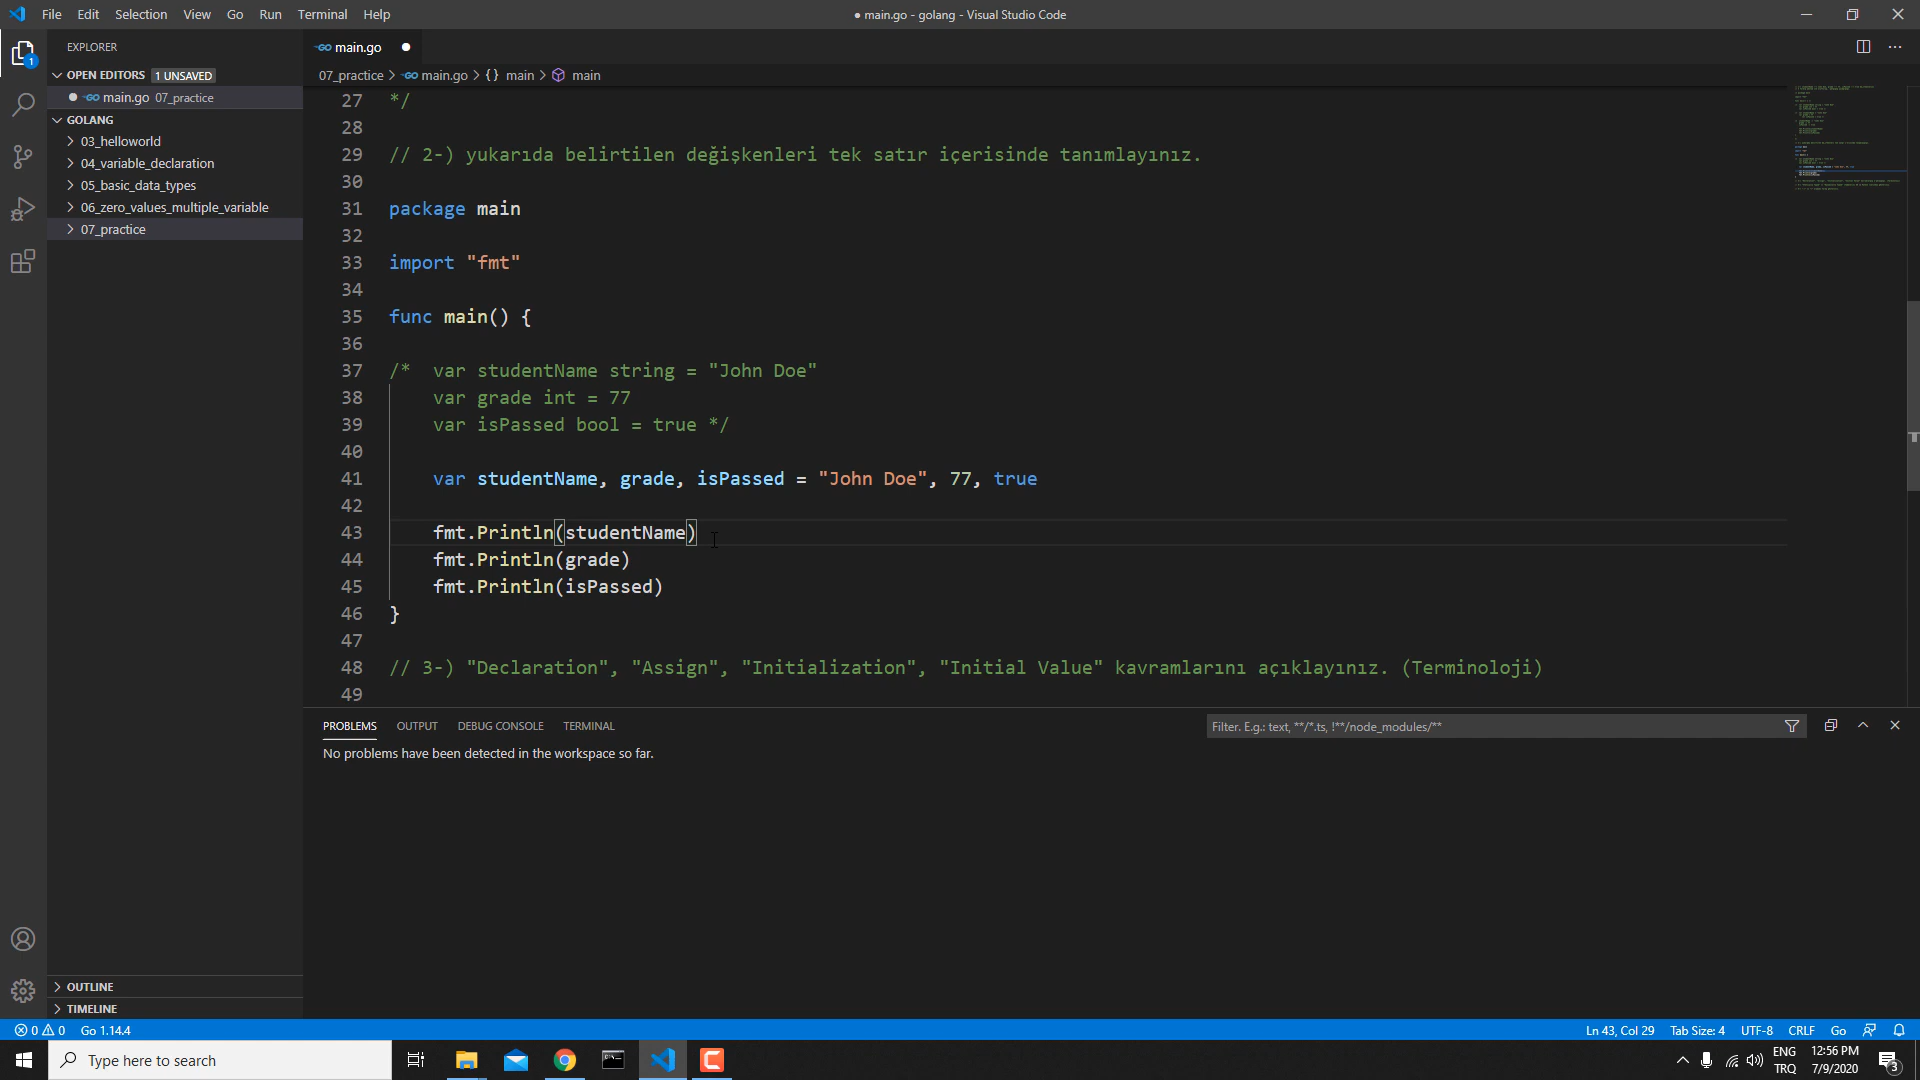 File Edit Selection View Go Run Terminal Help
● main.go - golang - Visual Studio Code
EXPLORER
OPEN EDITORS 1 UNSAVED
main.go 07_practice
GOLANG
03_helloworld
04_variable_declaration
05_basic_data_types
06_zero_values_multiple_variable
07_practice
OUTLINE
TIMELINE
main.go
07_practice > main.go > {} main > main
27 */
28
29 // 2-) yukarıda belirtilen değişkenleri tek satır içerisinde tanımlayınız.
30
31 package main
32
33 import "fmt"
34
35 func main() {
36
37 /* var studentName string = "John Doe"
38 var grade int = 77
39 var isPassed bool = true */
40
41 var studentName, grade, isPassed = "John Doe", 77, true
42
43 fmt.Println(studentName)
44 fmt.Println(grade)
45 fmt.Println(isPassed)
46 }
47
48 // 3-) "Declaration", "Assign", "Initialization", "Initial Value" kavramlarını açıklayınız. (Terminoloji)
49
PROBLEMS OUTPUT DEBUG CONSOLE TERMINAL
Filter. E.g.: text, **/*.ts, !**/node_modules/**
No problems have been detected in the workspace so far.
0 0 Go 1.14.4
Ln 43, Col 29 Tab Size: 4 UTF-8 CRLF Go
Type here to search
ENG 12:56 PM
TRQ 7/9/2020
3
1